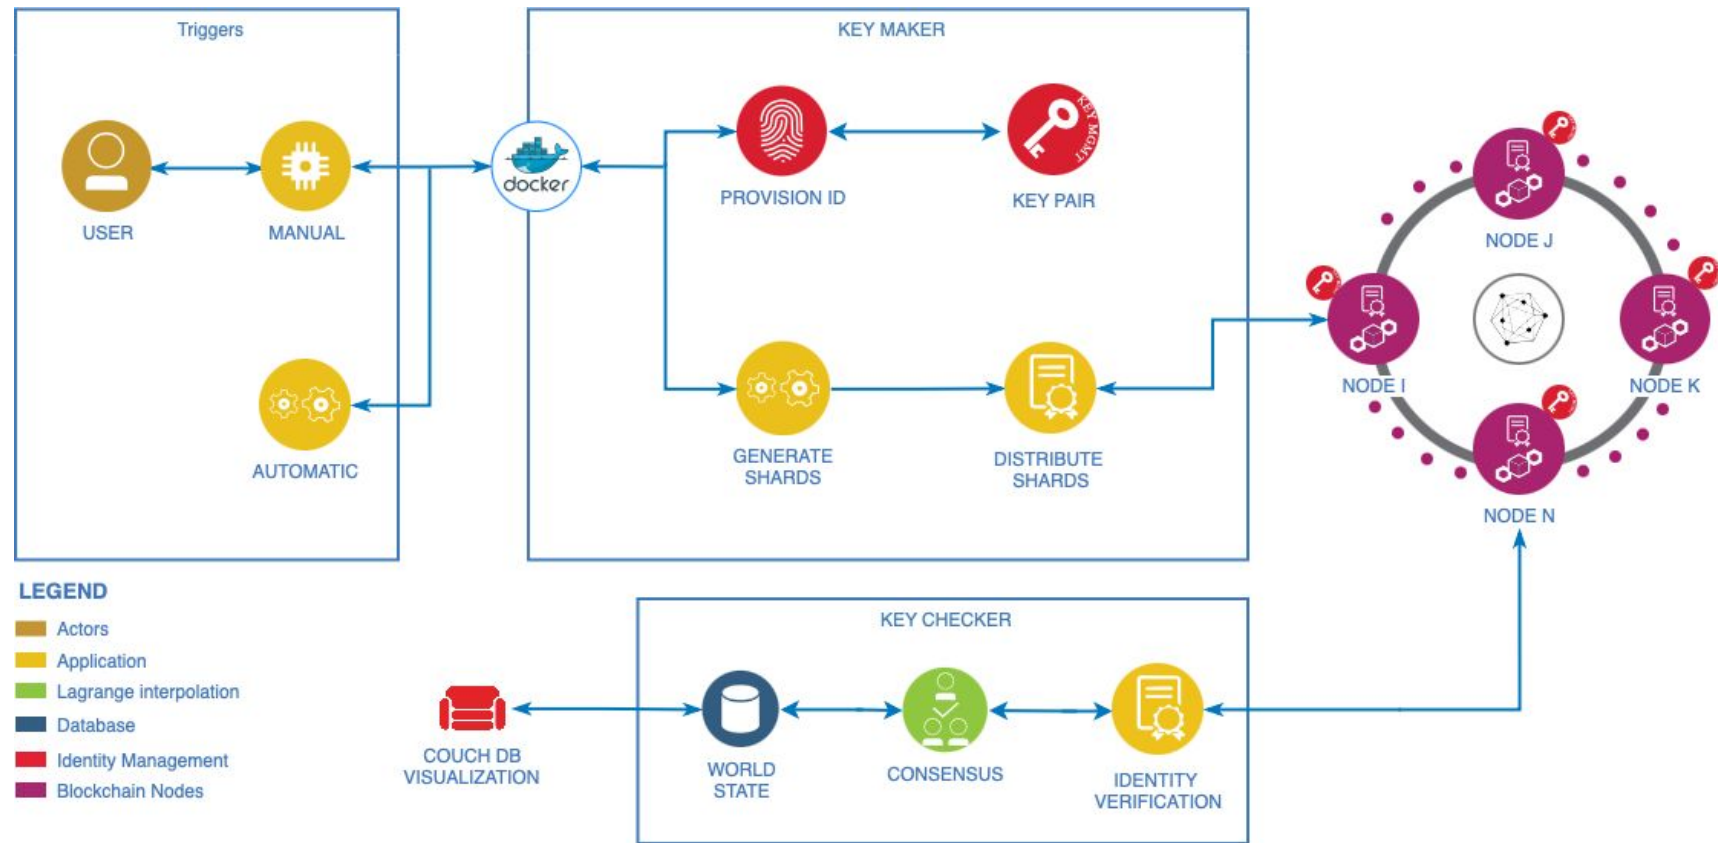 Triggers
KEY MAKER
USER
MANUAL
docker
PROVISION ID
KEY MGMT
KEY PAIR
AUTOMATIC
GENERATE
SHARDS
DISTRIBUTE
SHARDS
NODE J
NODE I
NODE K
NODE N
LEGEND
Actors
Application
Lagrange interpolation
Database
Identity Management
Blockchain Nodes
KEY CHECKER
COUCH DB
VISUALIZATION
WORLD
STATE
CONSENSUS
IDENTITY
VERIFICATION